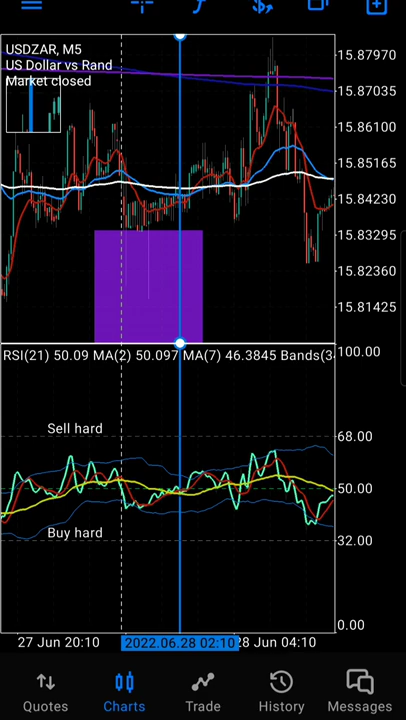 USDZAR, M5
US Dollar vs Rand
Market closed
15.87970
15.87035
15.86100
15.85165
15.84230
15.83295
15.82360
15.81425
RSI(21) 50.09 MA(2) 50.097 MA(7) 46.3845 Bands(3
100.00
Sell hard
68.00
50.00
Buy hard
32.00
0.00
27 Jun 20:10
2022.06.28 02:10
28 Jun 04:10
Quotes
Charts
Trade
History
Messages